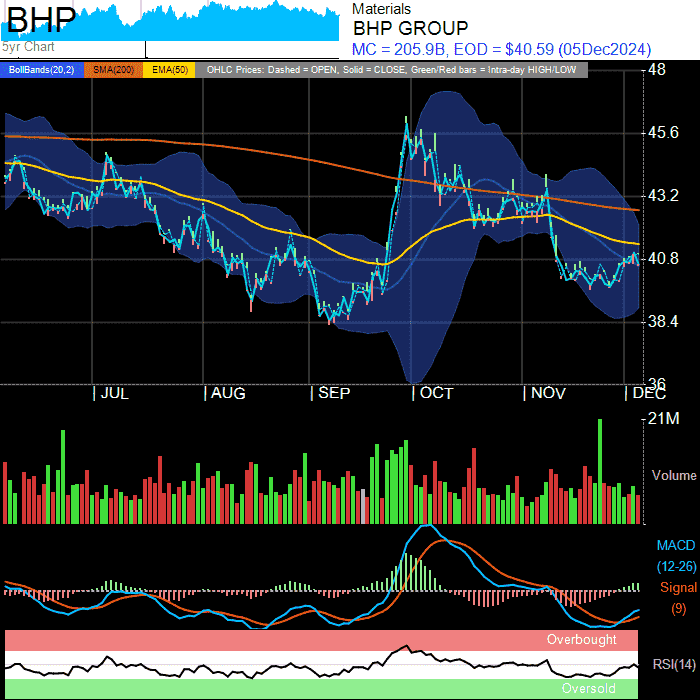 BHP
5yr Chart
Materials
BHP GROUP
MC = 205.9B, EOD = $40.59 (05Dec2024)
BollBands(20,2) SMA(200) EMA(50) OHLC Prices: Dashed = OPEN, Solid = CLOSE, Green/Red bars = Intra-day HIGH/LOW
48
45.6
43.2
40.8
38.4
36
JUL AUG SEP OCT NOV DEC
21M
Volume
MACD
(12-26)
Signal
(9)
Overbought
RSI(14)
Oversold